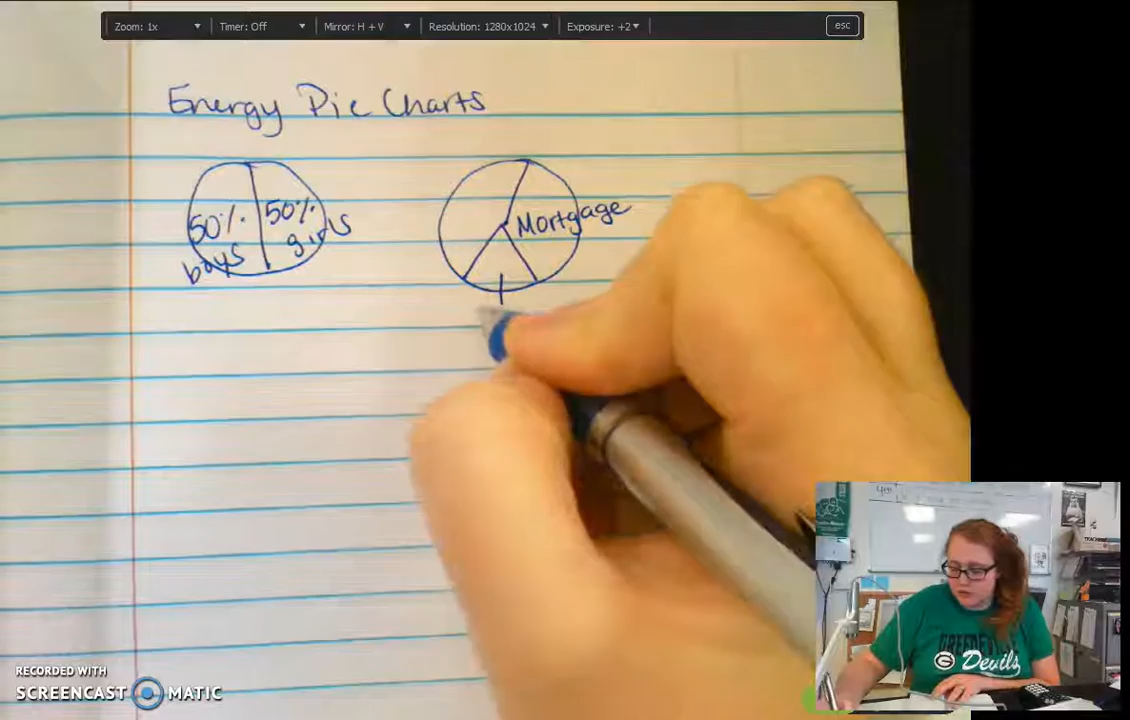 Zoom: 1x Timer: Off Mirror: H + V Resolution: 1280x1024 Exposure: +2 esc
Energy Pie Charts
50% 50%
boys girls
Mortgage
Devils
RECORDED WITH
SCREENCAST MATIC